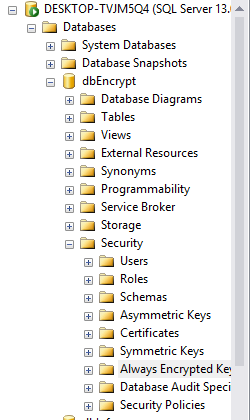 DESKTOP-TVJM5Q4 (SQL Server 13.
Databases
System Databases
Database Snapshots
dbEncrypt
Database Diagrams
Tables
Views
External Resources
Synonyms
Programmability
Service Broker
Storage
Security
Users
Roles
Schemas
Asymmetric Keys
Certificates
Symmetric Keys
Always Encrypted Key
Database Audit Speci
Security Policies